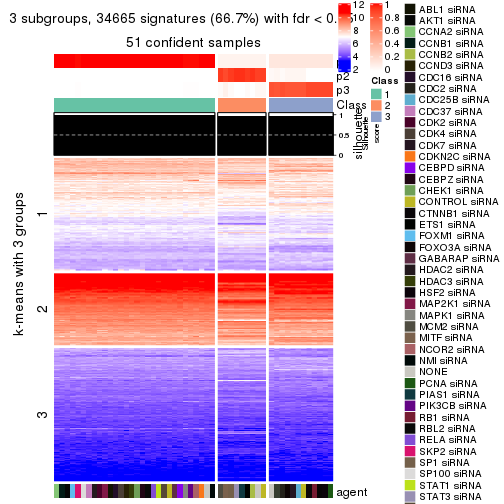 3 subgroups, 34665 signatures (66.7%) with fdr < 0.
51 confident samples
p2
p3
Class
silhouette
1
0.5
0
Silhouette
score
12
10
8
6
4
2
1
0.8
0.6
0.4
0.2
0
Class
1
2
3
k-means with 3 groups
1
2
3
agent
ABL1 siRNA
AKT1 siRNA
CCNA2 siRNA
CCNB1 siRNA
CCNB2 siRNA
CCND3 siRNA
CDC16 siRNA
CDC2 siRNA
CDC25B siRNA
CDC37 siRNA
CDK2 siRNA
CDK4 siRNA
CDK7 siRNA
CDKN2C siRNA
CEBPD siRNA
CEBPZ siRNA
CHEK1 siRNA
CONTROL siRNA
CTNNB1 siRNA
ETS1 siRNA
FOXM1 siRNA
FOXO3A siRNA
GABARAP siRNA
HDAC2 siRNA
HDAC3 siRNA
HSF2 siRNA
MAP2K1 siRNA
MAPK1 siRNA
MCM2 siRNA
MITF siRNA
NCOR2 siRNA
NMI siRNA
NONE
PCNA siRNA
PIAS1 siRNA
PIK3CB siRNA
RB1 siRNA
RBL2 siRNA
RELA siRNA
SKP2 siRNA
SP1 siRNA
SP100 siRNA
STAT1 siRNA
STAT3 siRNA